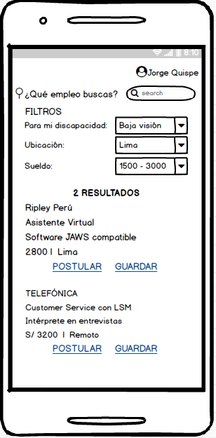 8:10
Jorge Quispe
¿Qué empleo buscas? search
FILTROS
Para mi discapacidad: Baja visión
Ubicación: Lima
Sueldo: 1500 - 3000
2 RESULTADOS
Ripley Perú
Asistente Virtual
Software JAWS compatible
2800 | Lima
POSTULAR GUARDAR
TELEFÓNICA
Customer Service con LSM
Intérprete en entrevistas
S/ 3200 | Remoto
POSTULAR GUARDAR